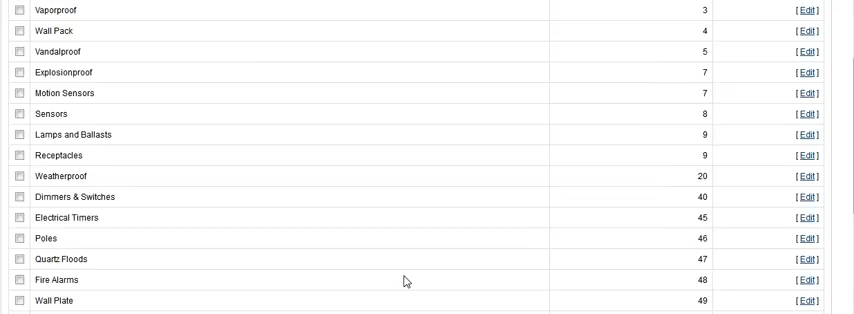 Vaporproof 3 [ Edit ]
Wall Pack 4 [ Edit ]
Vandalproof 5 [ Edit ]
Explosionproof 7 [ Edit ]
Motion Sensors 7 [ Edit ]
Sensors 8 [ Edit ]
Lamps and Ballasts 9 [ Edit ]
Receptacles 9 [ Edit ]
Weatherproof 20 [ Edit ]
Dimmers & Switches 40 [ Edit ]
Electrical Timers 45 [ Edit ]
Poles 46 [ Edit ]
Quartz Floods 47 [ Edit ]
Fire Alarms 48 [ Edit ]
Wall Plate 49 [ Edit ]